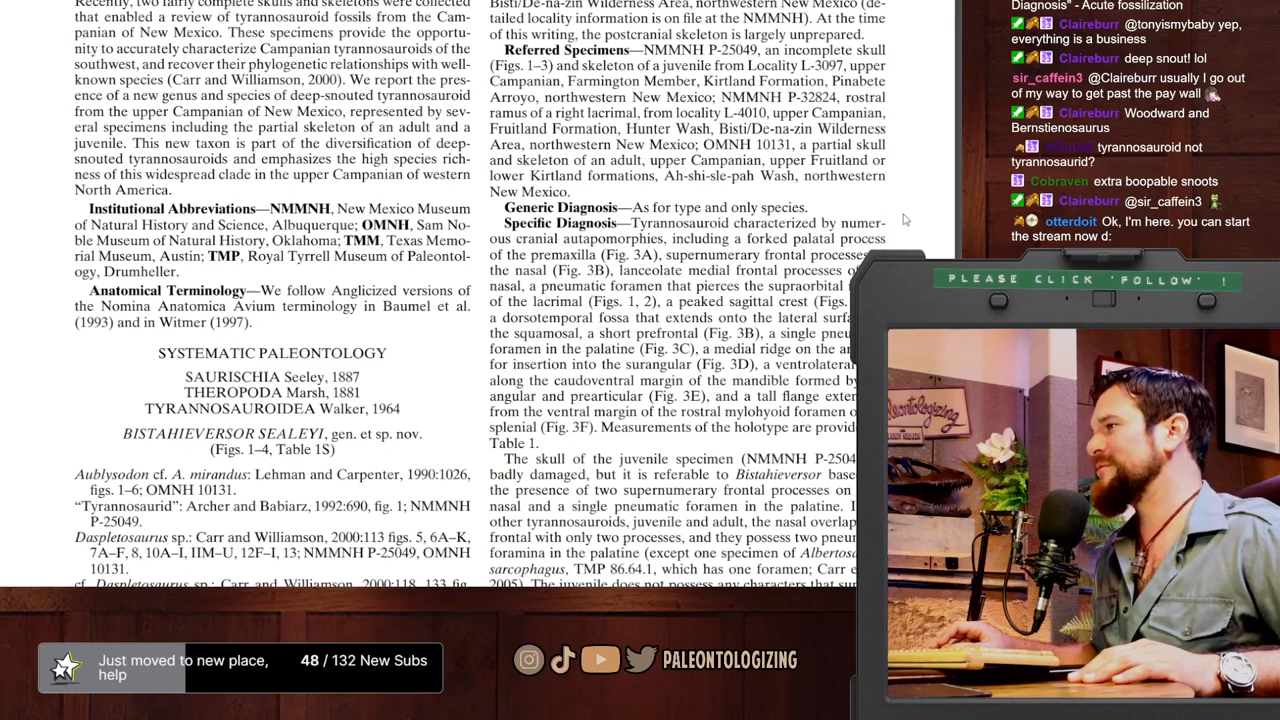 Recently, two fairly complete skulls and skeletons were collected
that enabled a review of tyrannosauroid fossils from the Cam-
panian of New Mexico. These specimens provide the opportu-
nity to accurately characterize Campanian tyrannosauroids of the
southwest, and recover their phylogenetic relationships with well-
known species (Carr and Williamson, 2000). We report the pres-
ence of a new genus and species of deep-snouted tyrannosauroid
from the upper Campanian of New Mexico, represented by sev-
eral specimens including the partial skeleton of an adult and a
juvenile. This new taxon is part of the diversification of deep-
snouted tyrannosauroids and emphasizes the high species rich-
ness of this widespread clade in the upper Campanian of western
North America.
Institutional Abbreviations—NMMNH, New Mexico Museum
of Natural History and Science, Albuquerque; OMNH, Sam No-
ble Museum of Natural History, Oklahoma; TMM, Texas Memo-
rial Museum, Austin; TMP, Royal Tyrrell Museum of Paleontol-
ogy, Drumheller.
Anatomical Terminology—We follow Anglicized versions of
the Nomina Anatomica Avium terminology in Baumel et al.
(1993) and in Witmer (1997).
SYSTEMATIC PALEONTOLOGY
SAURISCHIA Seeley, 1887
THEROPODA Marsh, 1881
TYRANNOSAUROIDEA Walker, 1964
BISTAHIEVERSOR SEALEYI, gen. et sp. nov.
(Figs. 1–4, Table 1S)
Aublysodon cf. A. mirandus: Lehman and Carpenter, 1990:1026,
figs. 1–6; OMNH 10131.
“Tyrannosaurid”: Archer and Babiarz, 1992:690, fig. 1; NMMNH
P-25049.
Daspletosaurus sp.: Carr and Williamson, 2000:113 figs. 5, 6A–K,
7A–F, 8, 10A–I, IIM–U, 12F–I, 13; NMMNH P-25049, OMNH
10131.
cf. Daspletosaurus sp.: Carr and Williamson, 2000:118, 133 fig.
Bisti/De-na-zin Wilderness Area, northwestern New Mexico (de-
tailed locality information is on file at the NMMNH). At the time
of this writing, the postcranial skeleton is largely unprepared.
Referred Specimens—NMMNH P-25049, an incomplete skull
(Figs. 1–3) and skeleton of a juvenile from Locality L-3097, upper
Campanian, Farmington Member, Kirtland Formation, Pinabete
Arroyo, northwestern New Mexico; NMMNH P-32824, rostral
ramus of a right lacrimal, from locality L-4010, upper Campanian,
Fruitland Formation, Hunter Wash, Bisti/De-na-zin Wilderness
Area, northwestern New Mexico; OMNH 10131, a partial skull
and skeleton of an adult, upper Campanian, upper Fruitland or
lower Kirtland formations, Ah-shi-sle-pah Wash, northwestern
New Mexico.
Generic Diagnosis—As for type and only species.
Specific Diagnosis—Tyrannosauroid characterized by numer-
ous cranial autapomorphies, including a forked palatal process
of the premaxilla (Fig. 3A), supernumerary frontal processes
the nasal (Fig. 3B), lanceolate medial frontal processes of
nasal, a pneumatic foramen that pierces the supraorbital
of the lacrimal (Figs. 1, 2), a peaked sagittal crest (Figs.
a dorsotemporal fossa that extends onto the lateral surfa
the squamosal, a short prefrontal (Fig. 3B), a single pneu
foramen in the palatine (Fig. 3C), a medial ridge on the an
for insertion into the surangular (Fig. 3D), a ventrolateral
along the caudoventral margin of the mandible formed by
angular and prearticular (Fig. 3E), and a tall flange exten
from the ventral margin of the rostral mylohyoid foramen o
splenial (Fig. 3F). Measurements of the holotype are provide
Table 1.
The skull of the juvenile specimen (NMMNH P-2504
badly damaged, but it is referable to Bistahieversor base
the presence of two supernumerary frontal processes on
nasal and a single pneumatic foramen in the palatine. I
other tyrannosauroids, juvenile and adult, the nasal overlap
frontal with only two processes, and they possess two pneu
foramina in the palatine (except one specimen of Albertosa
sarcophagus, TMP 86.64.1, which has one foramen; Carr e
2005). The juvenile does not possess any characters that sur
Diagnosis" - Acute fossilization
Claireburr @tonyismybaby yep,
everything is a business
Claireburr deep snout! lol
sir_caffein3 @Claireburr usually I go out
of my way to get past the pay wall
Claireburr Woodward and
Bernstienosaurus
tyrannosauroid not
tyrannosaurid?
Cobraven extra boopable snoots
Claireburr @sir_caffein3
otterdoit Ok, I'm here. you can start
the stream now d:
PLEASE CLICK 'FOLLOW' !
Paleontologizing
Just moved to new place,
help
48 / 132 New Subs
PALEONTOLOGIZING